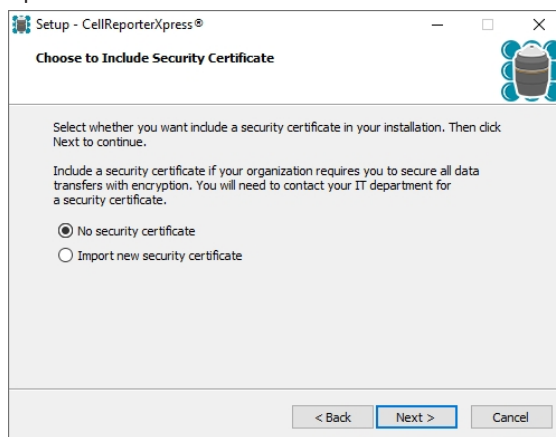 Setup - CellReporterXpress®
Choose to Include Security Certificate
Select whether you want include a security certificate in your installation. Then click
Next to continue.
Include a security certificate if your organization requires you to secure all data
transfers with encryption. You will need to contact your IT department for
a security certificate.
No security certificate
Import new security certificate
< Back Next > Cancel